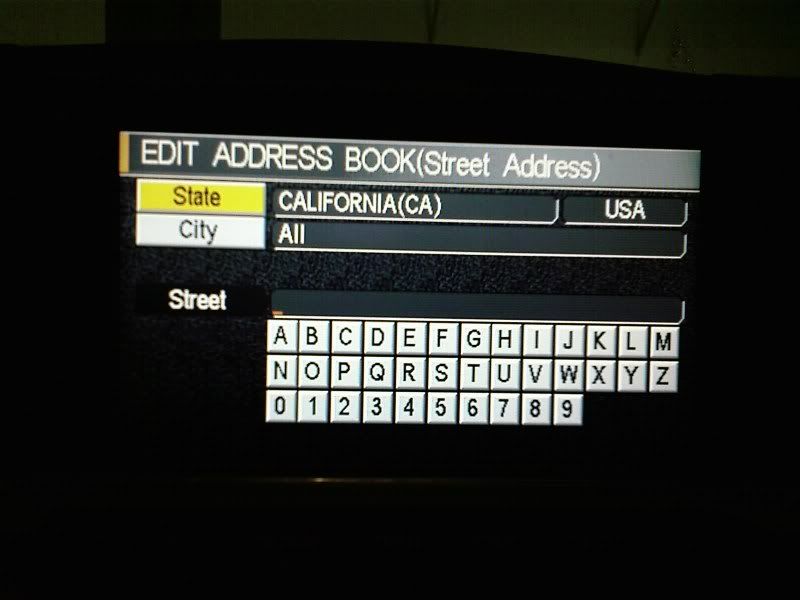 EDIT ADDRESS BOOK(Street Address)
State CALIFORNIA(CA) USA
City All
Street
A B C D E F G H I J K L M
N O P Q R S T U V W X Y Z
0 1 2 3 4 5 6 7 8 9